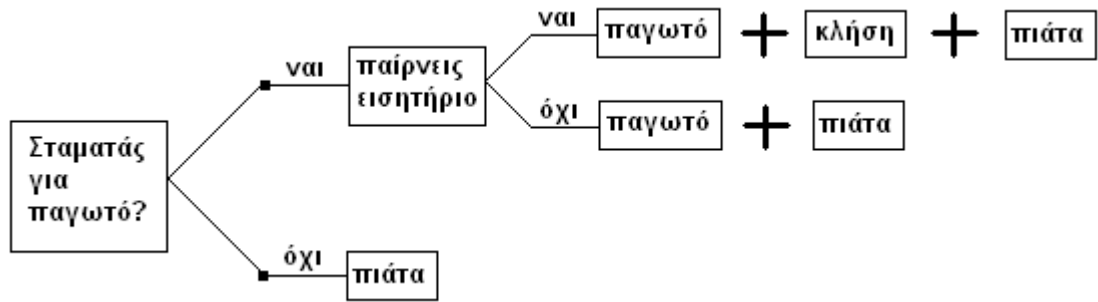 ναι
παγωτό + κλήση + πιάτα
ναι
παίρνεις
εισητήριο
όχι
παγωτό + πιάτα
Σταματάς
για
παγωτό?
όχι
πιάτα